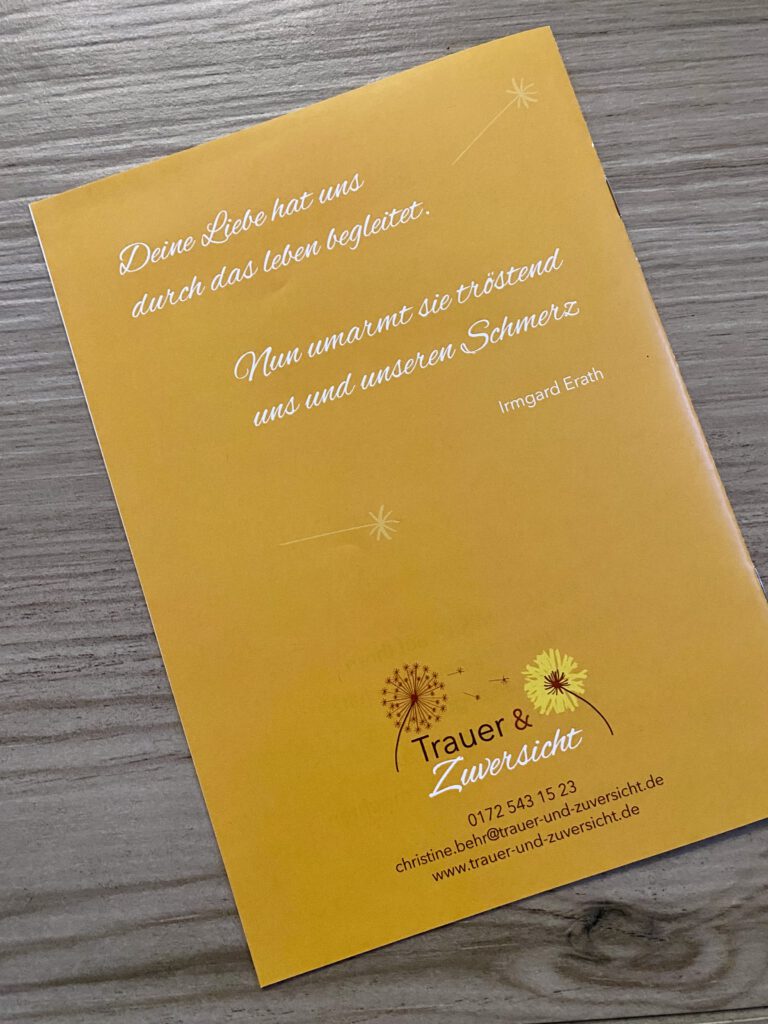 Deine Liebe hat uns
durch das leben begleitet.
Nun umarmt sie tröstend
uns und unseren Schmerz
Irmgard Erath
Trauer &
Zuversicht
0172 543 15 23
christine.behr@trauer-und-zuversicht.de
www.trauer-und-zuversicht.de